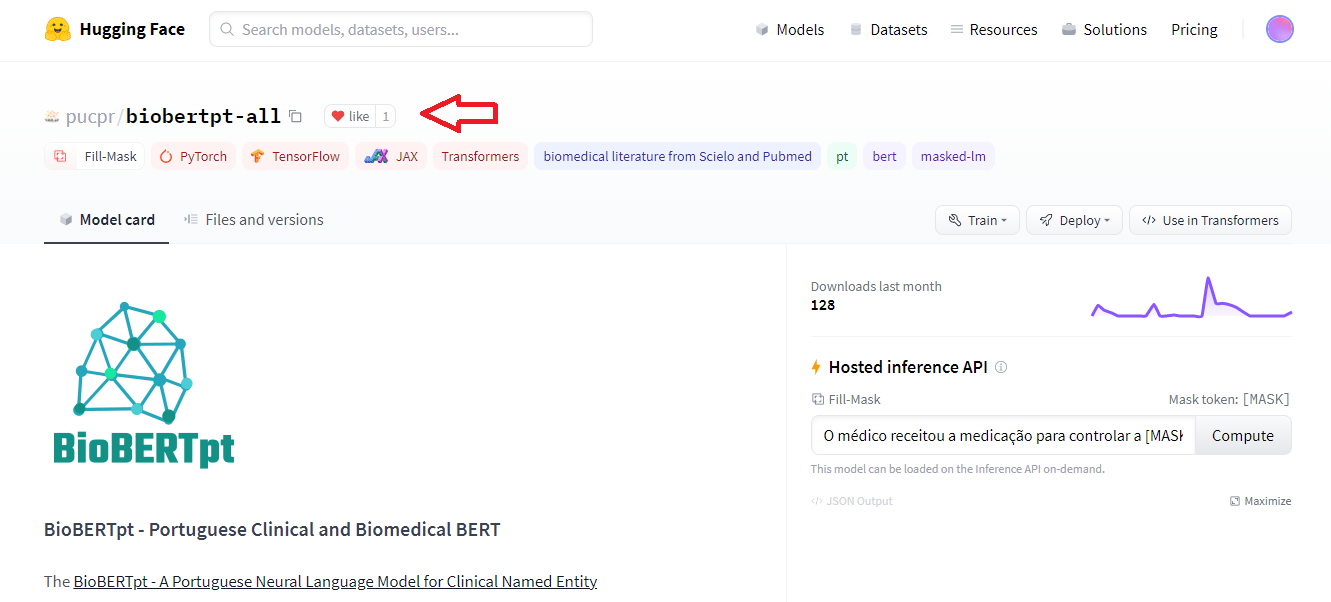 Hugging Face
Search models, datasets, users...
Models
Datasets
Resources
Solutions
Pricing
pucpr/biobertpt-all
like
1
Fill-Mask
PyTorch
TensorFlow
JAX
Transformers
biomedical literature from Scielo and Pubmed
pt
bert
masked-lm
Model card
Files and versions
Train
Deploy
</> Use in Transformers
BioBERTpt
BioBERTpt - Portuguese Clinical and Biomedical BERT
The BioBERTpt - A Portuguese Neural Language Model for Clinical Named Entity
Downloads last month
128
Hosted inference API
Fill-Mask
Mask token: [MASK]
O médico receitou a medicação para controlar a [MASK
Compute
This model can be loaded on the Inference API on-demand.
</> JSON Output
Maximize